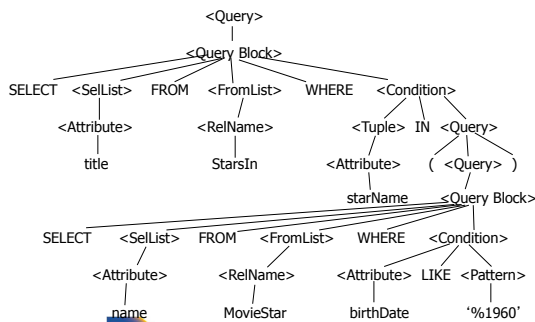 <Query>
<Query Block>
SELECT <SelList> FROM <FromList> WHERE <Condition>
<Attribute> <RelName> <Tuple> IN <Query>
title StarsIn <Attribute> ( <Query> )
starName <Query Block>
SELECT <SelList> FROM <FromList> WHERE <Condition>
<Attribute> <RelName> <Attribute> LIKE <Pattern>
name MovieStar birthDate ‘%1960’